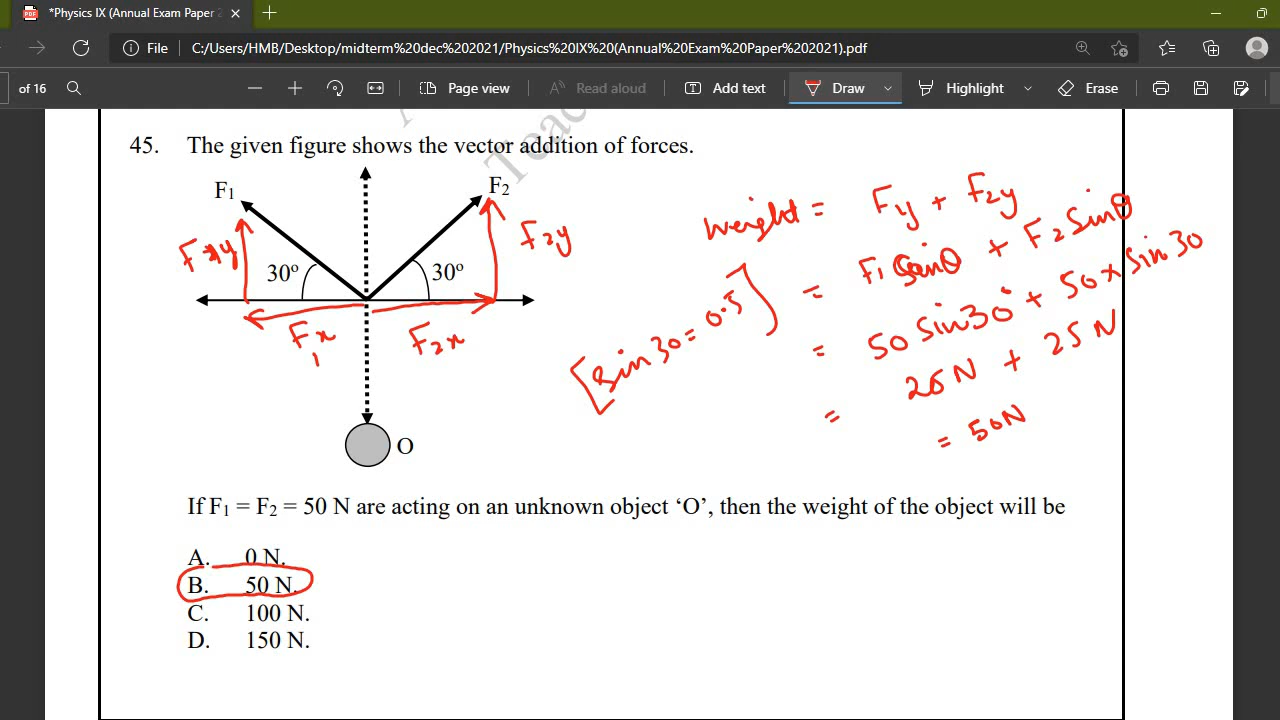 *Physics IX (Annual Exam Paper 2
File C:/Users/HMB/Desktop/midterm%20dec%202021/Physics%20IX%20(Annual%20Exam%20Paper%202021).pdf
of 16 Page view Read aloud Add text Draw Highlight Erase
Teac
45. The given figure shows the vector addition of forces.
F₁ F₂
F₁y 30º 30º F₂y
F₁x F₂x
O
weight = F₁y + F₂y
= F₁ Sinθ + F₂ Sinθ
= 50 sin30° + 50 × sin 30
[sin 30 = 0.5]
= 25 N + 25 N
= 50N
If F₁ = F₂ = 50 N are acting on an unknown object ‘O’, then the weight of the object will be
A. 0 N.
B. 50 N.
C. 100 N.
D. 150 N.